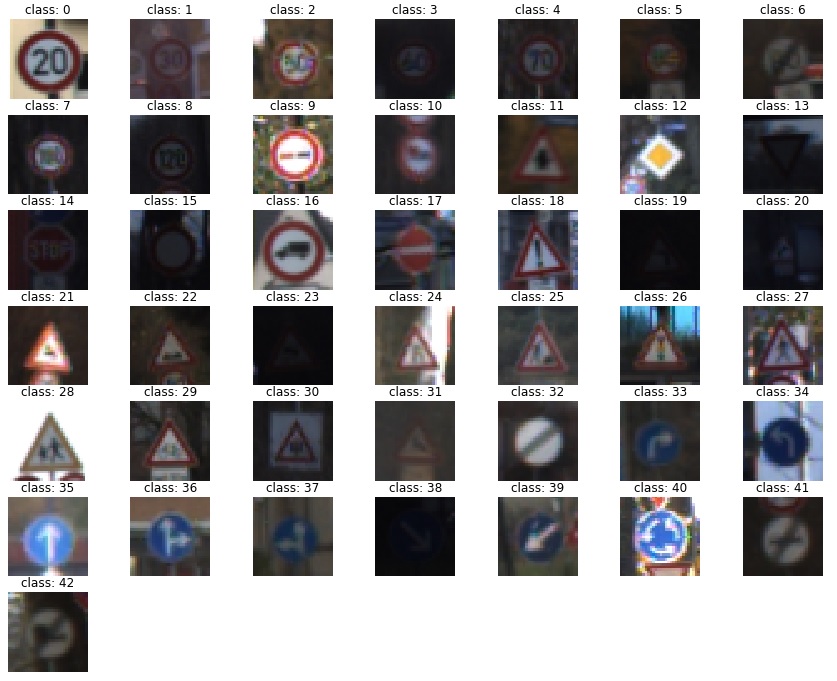 class: 0 class: 1 class: 2 class: 3 class: 4 class: 5 class: 6
20 30 50 60 70
class: 7 class: 8 class: 9 class: 10 class: 11 class: 12 class: 13
120
class: 14 class: 15 class: 16 class: 17 class: 18 class: 19 class: 20
STOP
class: 21 class: 22 class: 23 class: 24 class: 25 class: 26 class: 27
class: 28 class: 29 class: 30 class: 31 class: 32 class: 33 class: 34
class: 35 class: 36 class: 37 class: 38 class: 39 class: 40 class: 41
class: 42